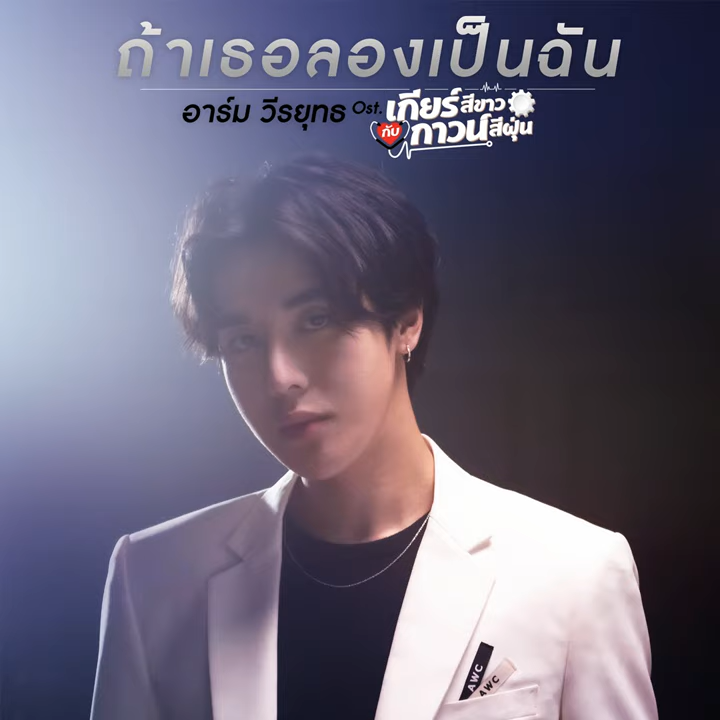 ถ้าเธอลองเป็นฉัน
อาร์ม วีรยุทธ Ost. เกียร์สีขาว
กับ กาวน์สีฝุ่น
AWC
AWC